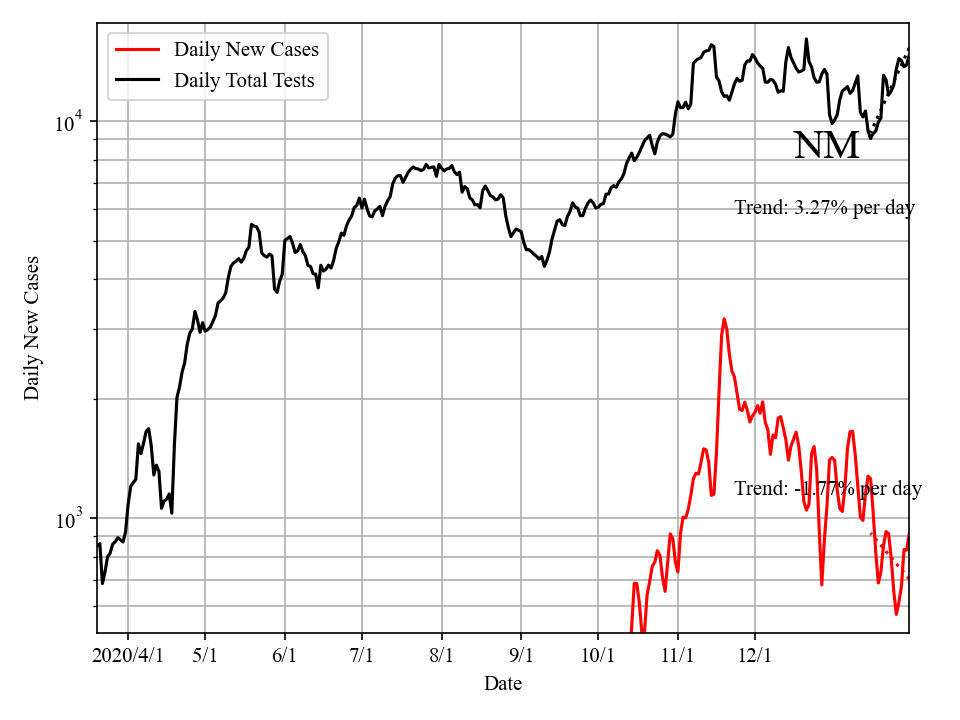 Daily New Cases
Daily Total Tests
10^4
NM
Trend: 3.27% per day
Daily New Cases
Trend: -1.77% per day
10^3
2020/4/1 5/1 6/1 7/1 8/1 9/1 10/1 11/1 12/1
Date